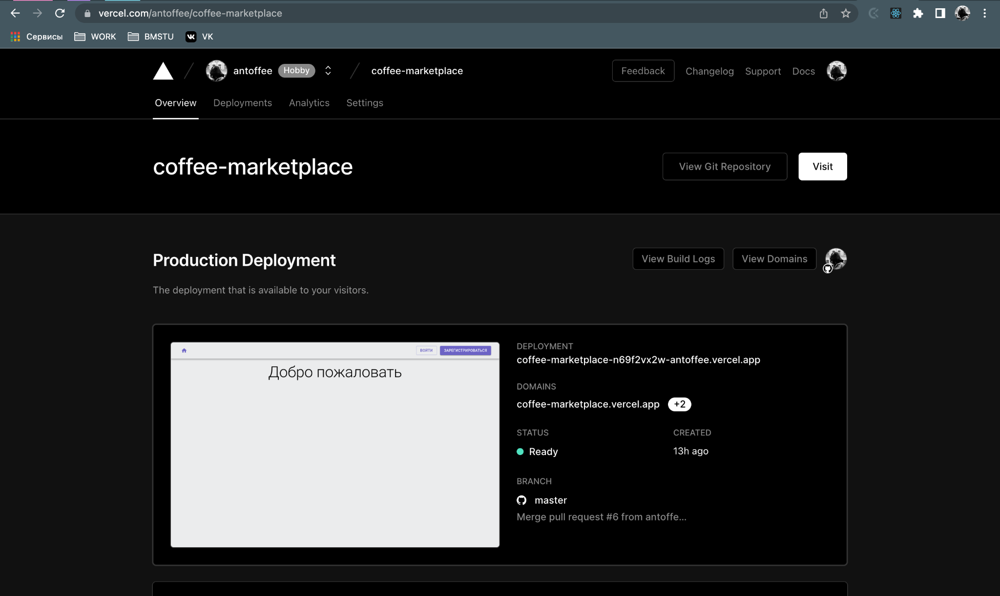 vercel.com/antoffee/coffee-marketplace
Сервисы WORK BMSTU VK
antoffee Hobby coffee-marketplace Feedback Changelog Support Docs
Overview Deployments Analytics Settings
coffee-marketplace View Git Repository Visit
Production Deployment View Build Logs View Domains
The deployment that is available to your visitors.
ВОЙТИ ЗАРЕГИСТРИРОВАТЬСЯ
Добро пожаловать
DEPLOYMENT
coffee-marketplace-n69f2vx2w-antoffee.vercel.app
DOMAINS
coffee-marketplace.vercel.app +2
STATUS CREATED
Ready 13h ago
BRANCH
master
Merge pull request #6 from antoffe...